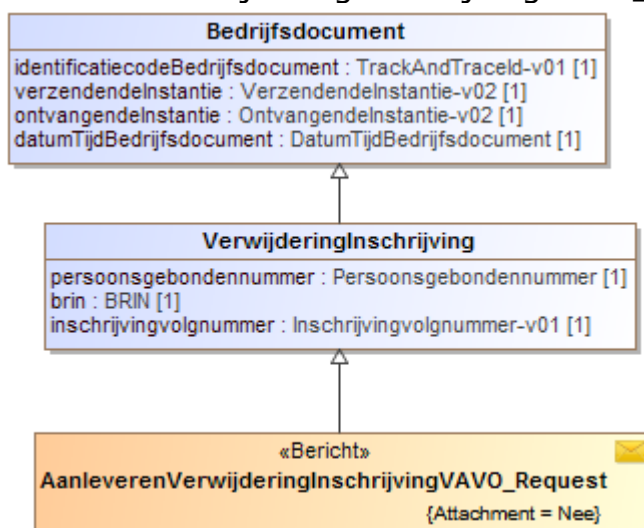 Bedrijfsdocument
identificatiecodeBedrijfsdocument : TrackAndTraceId-v01 [1]
verzendendeInstantie : VerzendendeInstantie-v02 [1]
ontvangendeInstantie : OntvangendeInstantie-v02 [1]
datumTijdBedrijfsdocument : DatumTijdBedrijfsdocument [1]
VerwijderingInschrijving
persoonsgebondennummer : Persoonsgebondennummer [1]
brin : BRIN [1]
inschrijvingvolgnummer : Inschrijvingvolgnummer-v01 [1]
«Bericht»
AanleverenVerwijderingInschrijvingVAVO_Request
{Attachment = Nee}